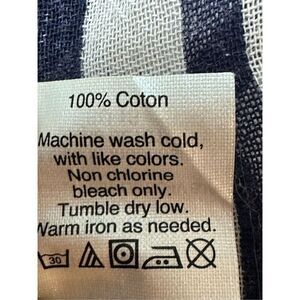 100% Coton
Machine wash cold,
with like colors.
Non chlorine
bleach only.
Tumble dry low.
Warm iron as needed.
30